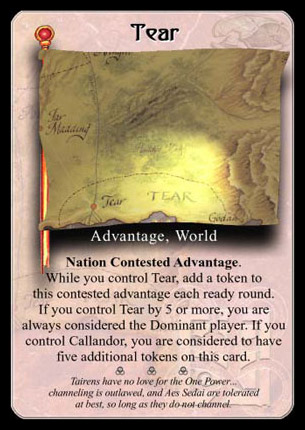 Tear
Far
Madding
Tear
TEAR
Godan
Advantage, World
Nation Contested Advantage.
While you control Tear, add a token to
this contested advantage each ready round.
If you control Tear by 5 or more, you are
always considered the Dominant player. If you
control Callandor, you are considered to have
five additional tokens on this card.
Tairens have no love for the One Power...
channeling is outlawed, and Aes Sedai are tolerated
at best, so long as they do not channel.